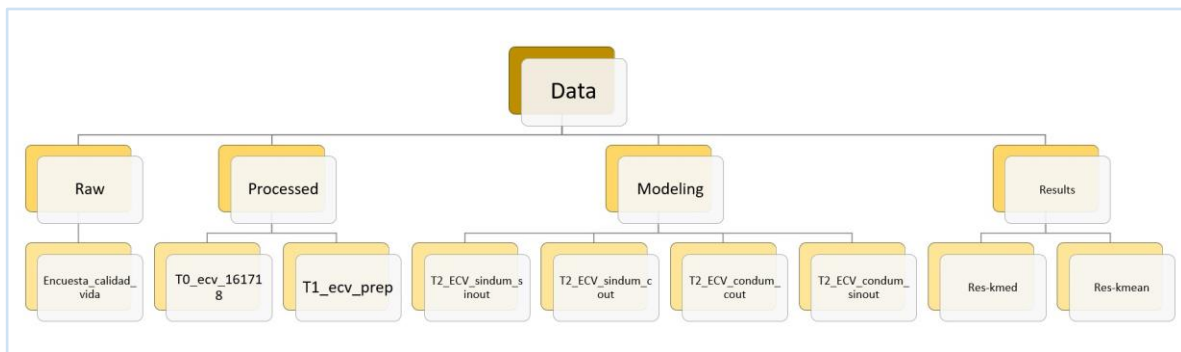 Data
Raw
Processed
Modeling
Results
Encuesta_calidad_
vida
T0_ecv_16171
8
T1_ecv_prep
T2_ECV_sindum_s
inout
T2_ECV_sindum_c
out
T2_ECV_condum_
cout
T2_ECV_condum_
sinout
Res-kmed
Res-kmean